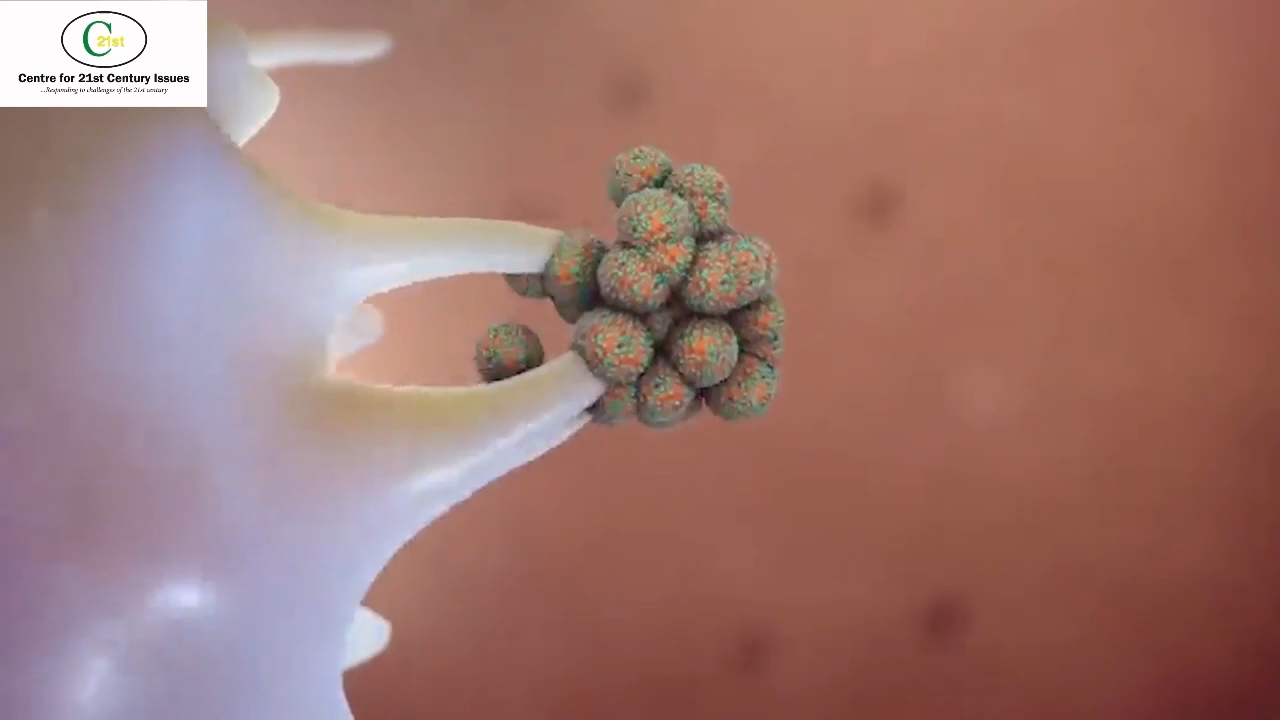 C 21st
Centre for 21st Century Issues
...Responding to challenges of the 21st century